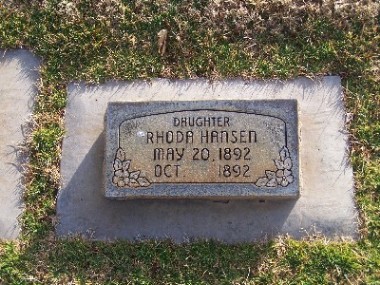 DAUGHTER
RHODA HANSEN
MAY 20, 1892
OCT 1892